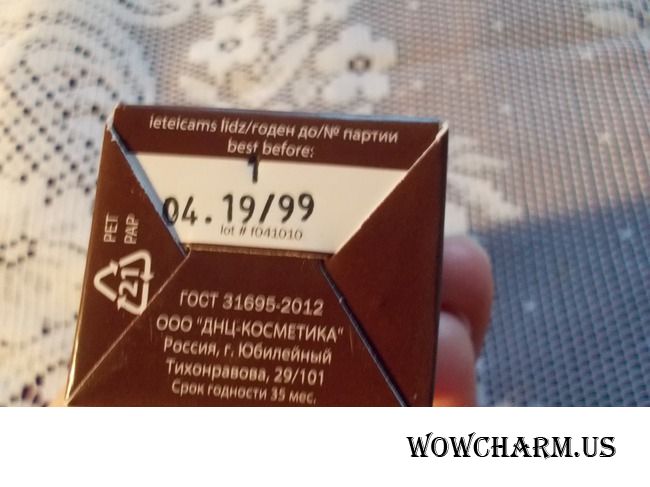 ieteicams līdz/годен до/№ партии
best before:
1
04.19/99
lot # f041010
PET
PAP
21
ГОСТ 31695-2012
ООО "ДНЦ-КОСМЕТИКА"
Россия, г. Юбилейный
Тихонравова, 29/101
Срок годности 35 мес.
WOWCHARM.US